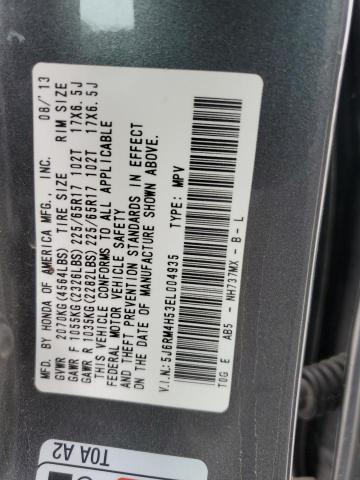 MFD. BY HONDA OF AMERICA MFG., INC. 08/'13
GVWR 2070KG(4564LBS) TIRE SIZE RIM SIZE
GAWR F 1055KG(2326LBS) 225/65R17 102T 17X6.5J
GAWR R 1035KG(2282LBS) 225/65R17 102T 17X6.5J
THIS VEHICLE CONFORMS TO ALL APPLICABLE
FEDERAL MOTOR VEHICLE SAFETY
AND THEFT PREVENTION STANDARDS IN EFFECT
ON THE DATE OF MANUFACTURE SHOWN ABOVE.
V.I.N.:5J6RM4H53EL004935 TYPE: MPV
T0G E AB5 - NH737MX - B - L
T0A A2